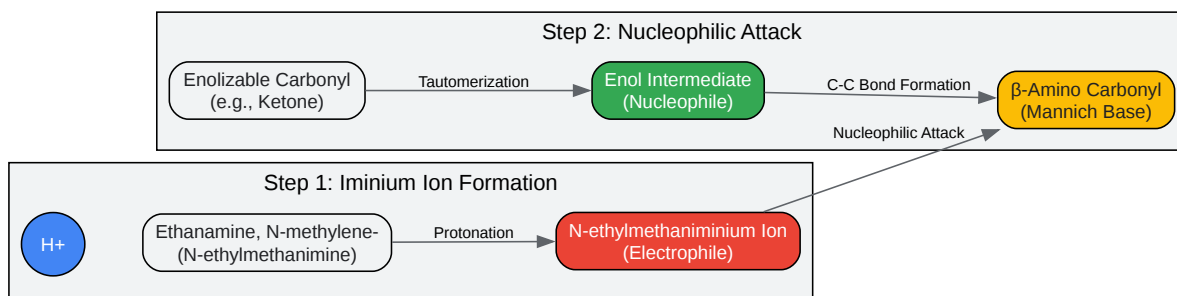 Step 2: Nucleophilic Attack
Enolizable Carbonyl
(e.g., Ketone)
Tautomerization
Enol Intermediate
(Nucleophile)
C-C Bond Formation
β-Amino Carbonyl
(Mannich Base)
Nucleophilic Attack
Step 1: Iminium Ion Formation
H+
Ethanamine, N-methylene-
(N-ethylmethanimine)
Protonation
N-ethylmethaniminium Ion
(Electrophile)